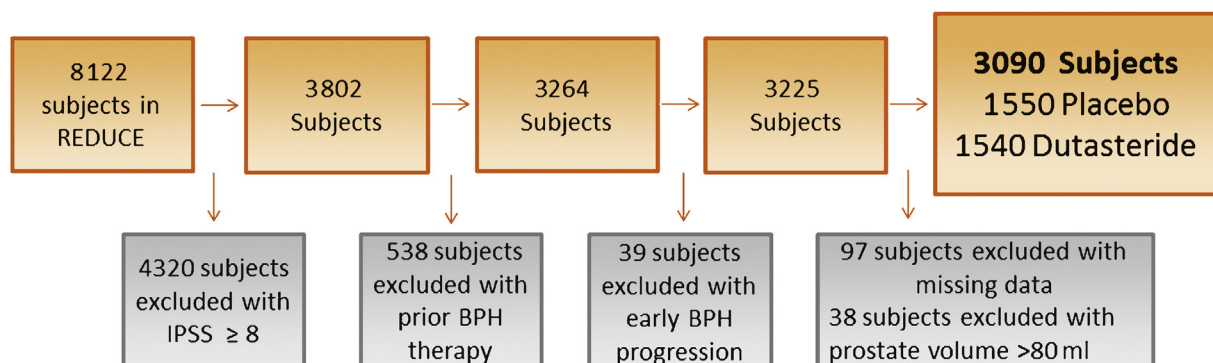 8122
subjects in
REDUCE
3802
Subjects
3264
Subjects
3225
Subjects
3090 Subjects
1550 Placebo
1540 Dutasteride
4320 subjects
excluded with
IPSS ≥ 8
538 subjects
excluded with
prior BPH
therapy
39 subjects
excluded with
early BPH
progression
97 subjects excluded with
missing data
38 subjects excluded with
prostate volume >80 ml